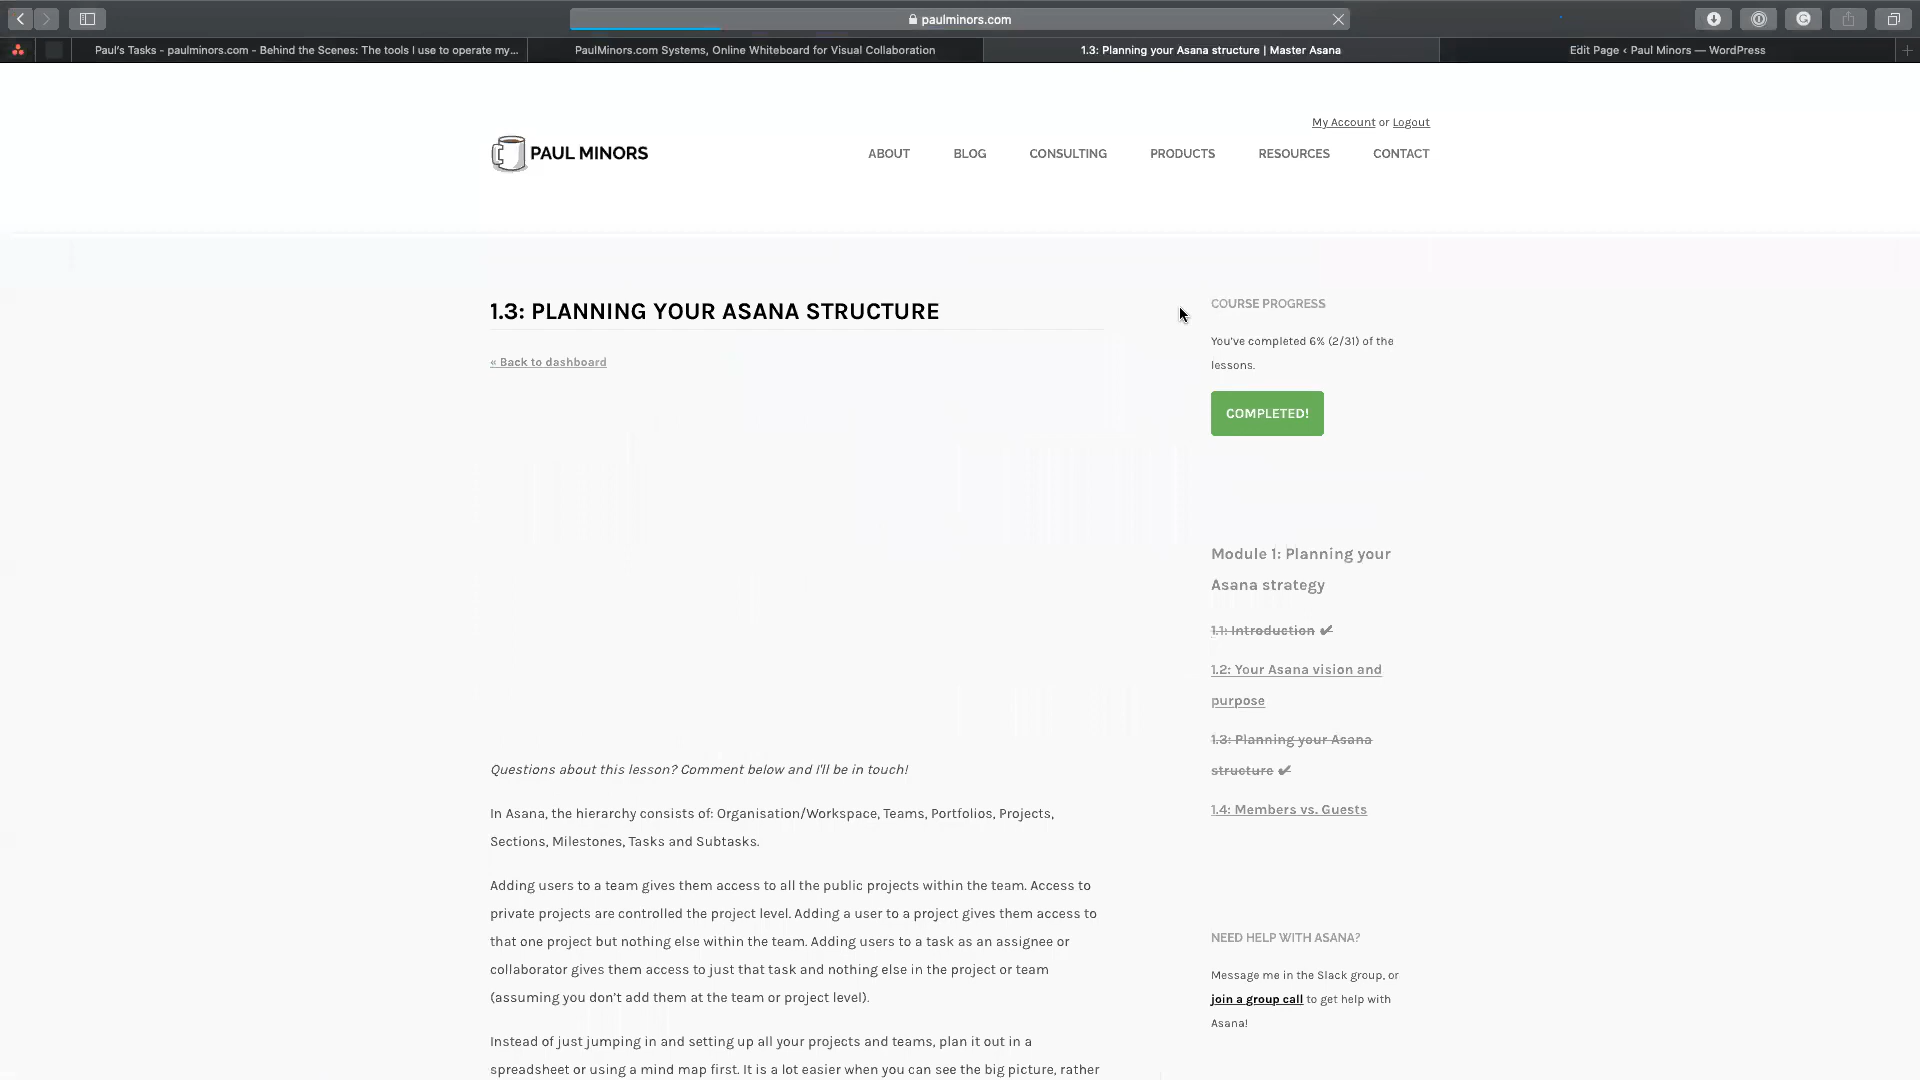 paulminors.com
Paul's Tasks - paulminors.com - Behind the Scenes: The tools I use to operate my...
PaulMinors.com Systems, Online Whiteboard for Visual Collaboration
1.3: Planning your Asana structure | Master Asana
Edit Page ‹ Paul Minors — WordPress
My Account or Logout
PAUL MINORS
ABOUT
BLOG
CONSULTING
PRODUCTS
RESOURCES
CONTACT
1.3: PLANNING YOUR ASANA STRUCTURE
« Back to dashboard
Questions about this lesson? Comment below and I'll be in touch!
In Asana, the hierarchy consists of: Organisation/Workspace, Teams, Portfolios, Projects,
Sections, Milestones, Tasks and Subtasks.
Adding users to a team gives them access to all the public projects within the team. Access to
private projects are controlled the project level. Adding a user to a project gives them access to
that one project but nothing else within the team. Adding users to a task as an assignee or
collaborator gives them access to just that task and nothing else in the project or team
(assuming you don't add them at the team or project level).
Instead of just jumping in and setting up all your projects and teams, plan it out in a
spreadsheet or using a mind map first. It is a lot easier when you can see the big picture, rather
COURSE PROGRESS
You've completed 6% (2/31) of the
lessons.
COMPLETED!
Module 1: Planning your
Asana strategy
1.1: Introduction ✔
1.2: Your Asana vision and
purpose
1.3: Planning your Asana
structure ✔
1.4: Members vs. Guests
NEED HELP WITH ASANA?
Message me in the Slack group, or
join a group call to get help with
Asana!